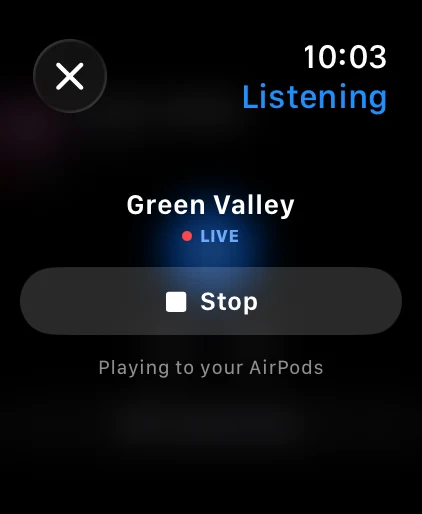 10:03
Listening
Green Valley
LIVE
Stop
Playing to your AirPods